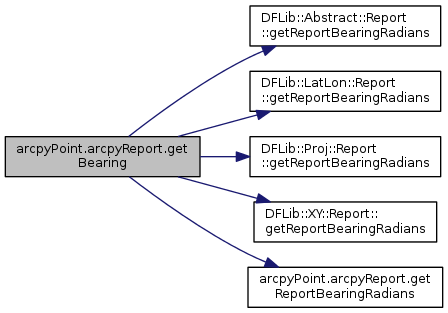 DFLib::Abstract::Report
::getReportBearingRadians
DFLib::LatLon::Report
::getReportBearingRadians
arcpyPoint.arcpyReport.get
Bearing
DFLib::Proj::Report
::getReportBearingRadians
DFLib::XY::Report::
getReportBearingRadians
arcpyPoint.arcpyReport.get
ReportBearingRadians